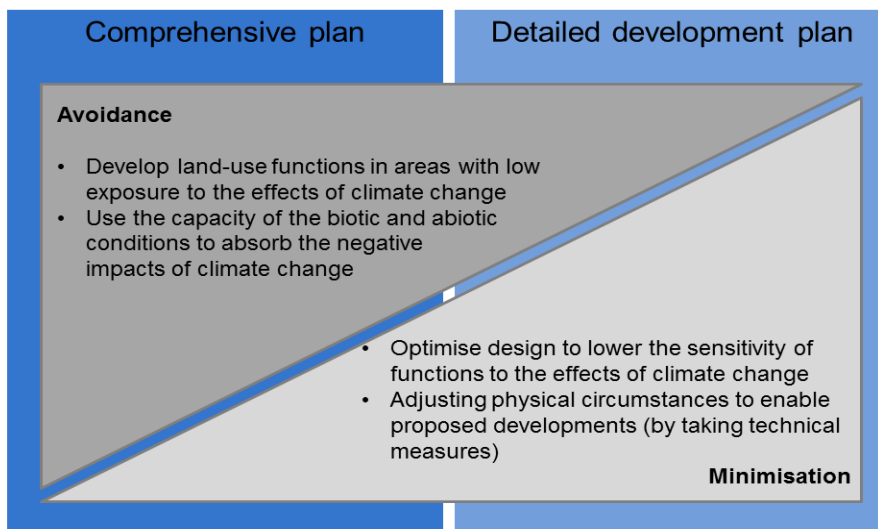 Comprehensive plan
Detailed development plan
Avoidance
• Develop land-use functions in areas with low
exposure to the effects of climate change
• Use the capacity of the biotic and abiotic
conditions to absorb the negative
impacts of climate change
• Optimise design to lower the sensitivity of
functions to the effects of climate change
• Adjusting physical circumstances to enable
proposed developments (by taking technical
measures)
Minimisation